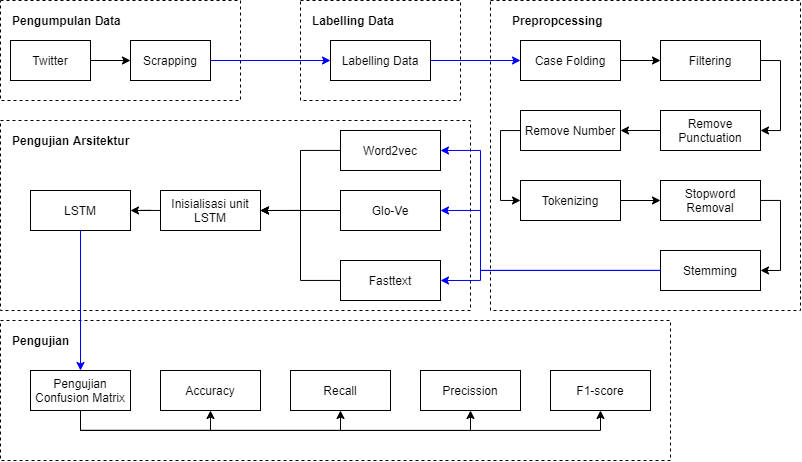 Pengumpulan Data
Twitter
Scrapping
Labelling Data
Labelling Data
Prepropcessing
Case Folding
Filtering
Remove Number
Remove
Punctuation
Tokenizing
Stopword
Removal
Stemming
Pengujian Arsitektur
Word2vec
Glo-Ve
Fasttext
Inisialisasi unit
LSTM
LSTM
Pengujian
Pengujian
Confusion Matrix
Accuracy
Recall
Precission
F1-score